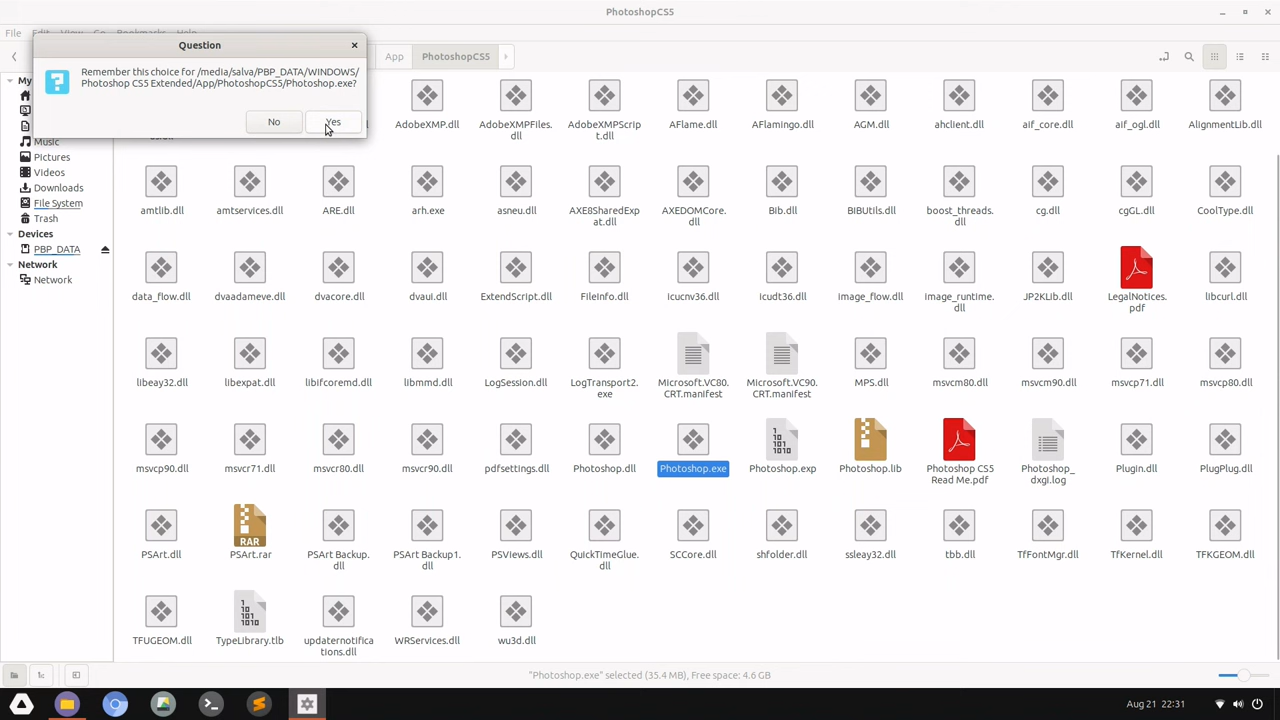 PhotoshopCS5
File Edit View Go Bookmarks Help
Question
Remember this choice for /media/salva/PBP_DATA/WINDOWS/
Photoshop CS5 Extended/App/PhotoshopCS5/Photoshop.exe?
No
Yes
App
PhotoshopCS5
My
Music
Pictures
Videos
Downloads
File System
Trash
Devices
PBP_DATA
Network
Network
AdobeXMP.dll
AdobeXMPFiles.
dll
AdobeXMPScrip
t.dll
AFlame.dll
AFlamingo.dll
AGM.dll
ahclient.dll
aif_core.dll
aif_ogl.dll
AlignmentLib.dll
amtlib.dll
amtservices.dll
ARE.dll
arh.exe
asneu.dll
AXE8SharedExp
at.dll
AXEDOMCore.
dll
Bib.dll
BIBUtils.dll
boost_threads.
dll
cg.dll
cgGL.dll
CoolType.dll
data_flow.dll
dvaadameve.dll
dvacore.dll
dvaui.dll
ExtendScript.dll
FileInfo.dll
icucnv36.dll
icudt36.dll
image_flow.dll
image_runtime.
dll
JP2KLib.dll
LegalNotices.
pdf
libcurl.dll
libeay32.dll
libexpat.dll
libifcoremd.dll
libmmd.dll
LogSession.dll
LogTransport2.
exe
Microsoft.VC80.
CRT.manifest
Microsoft.VC90.
CRT.manifest
MPS.dll
msvcm80.dll
msvcm90.dll
msvcp71.dll
msvcp80.dll
msvcp90.dll
msvcr71.dll
msvcr80.dll
msvcr90.dll
pdfsettings.dll
Photoshop.dll
Photoshop.exe
Photoshop.exp
Photoshop.lib
Photoshop CS5
Read Me.pdf
Photoshop_
dxgi.log
Plugin.dll
PlugPlug.dll
PSArt.dll
RAR
PSArt.rar
PSArt Backup.
dll
PSArt Backup1.
dll
PSViews.dll
QuickTimeGlue.
dll
SCCore.dll
shfolder.dll
ssleay32.dll
tbb.dll
TfFontMgr.dll
TfKernel.dll
TFKGEOM.dll
TFUGEOM.dll
TypeLibrary.tlb
updaternotifica
tions.dll
WRServices.dll
wu3d.dll
"Photoshop.exe" selected (35.4 MB), Free space: 4.6 GB
Aug 21 22:31